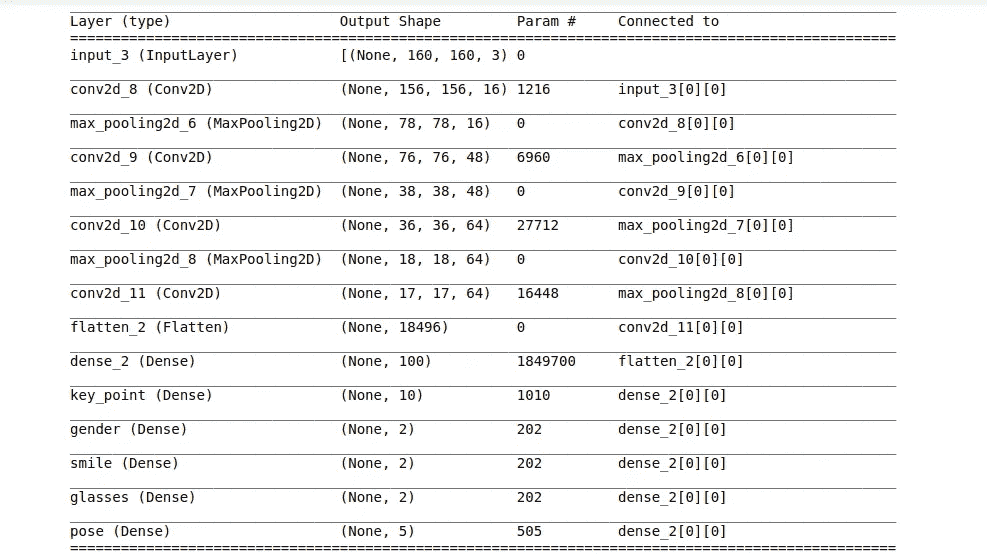 Layer (type) Output Shape Param # Connected to
input_3 (InputLayer) [(None, 160, 160, 3) 0
conv2d_8 (Conv2D) (None, 156, 156, 16) 1216 input_3[0][0]
max_pooling2d_6 (MaxPooling2D) (None, 78, 78, 16) 0 conv2d_8[0][0]
conv2d_9 (Conv2D) (None, 76, 76, 48) 6960 max_pooling2d_6[0][0]
max_pooling2d_7 (MaxPooling2D) (None, 38, 38, 48) 0 conv2d_9[0][0]
conv2d_10 (Conv2D) (None, 36, 36, 64) 27712 max_pooling2d_7[0][0]
max_pooling2d_8 (MaxPooling2D) (None, 18, 18, 64) 0 conv2d_10[0][0]
conv2d_11 (Conv2D) (None, 17, 17, 64) 16448 max_pooling2d_8[0][0]
flatten_2 (Flatten) (None, 18496) 0 conv2d_11[0][0]
dense_2 (Dense) (None, 100) 1849700 flatten_2[0][0]
key_point (Dense) (None, 10) 1010 dense_2[0][0]
gender (Dense) (None, 2) 202 dense_2[0][0]
smile (Dense) (None, 2) 202 dense_2[0][0]
glasses (Dense) (None, 2) 202 dense_2[0][0]
pose (Dense) (None, 5) 505 dense_2[0][0]